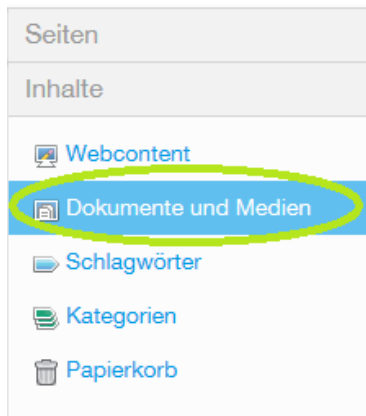 Seiten
Inhalte
Webcontent
Dokumente und Medien
Schlagwörter
Kategorien
Papierkorb